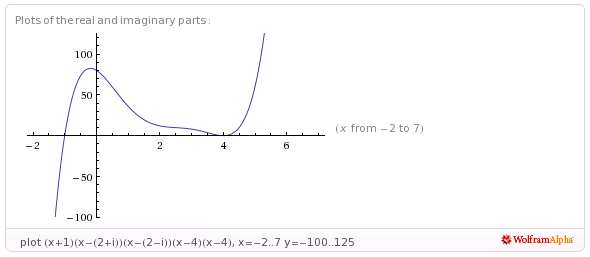 Plots of the real and imaginary parts:
100
50
−50
−100
−2
2
4
6
(x from −2 to 7)
plot (x+1)(x−(2+i))(x−(2−i))(x−4)(x−4), x=−2..7 y=−100..125
WolframAlpha